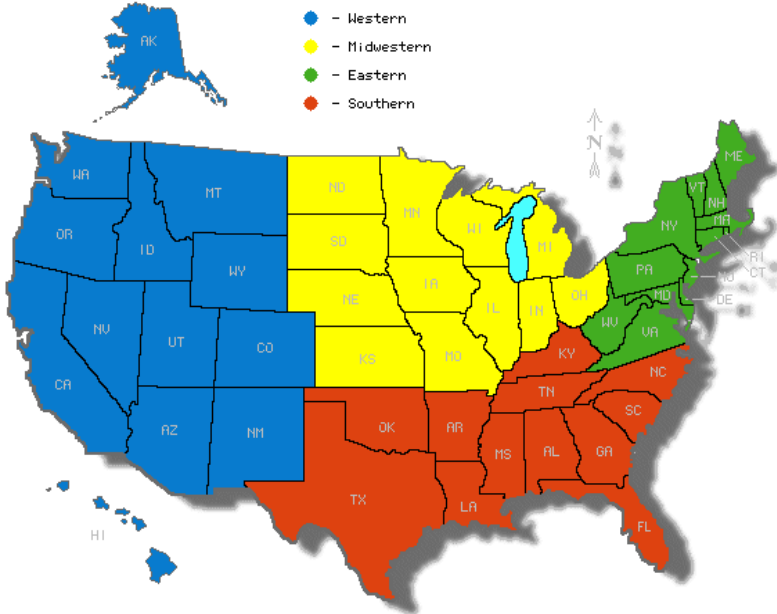 - Western
- Midwestern
- Eastern
- Southern
AK
N
N
WA
MT
ND
MN
ME
VT
NH
OR
ID
SD
WI
MI
NY
MA
WY
RI
CT
PA
NJ
NE
IA
NV
UT
CO
IL
IN
OH
MD
DE
WV
VA
CA
KS
MO
KY
NC
AZ
NM
OK
AR
TN
SC
MS
AL
GA
TX
LA
FL
HI